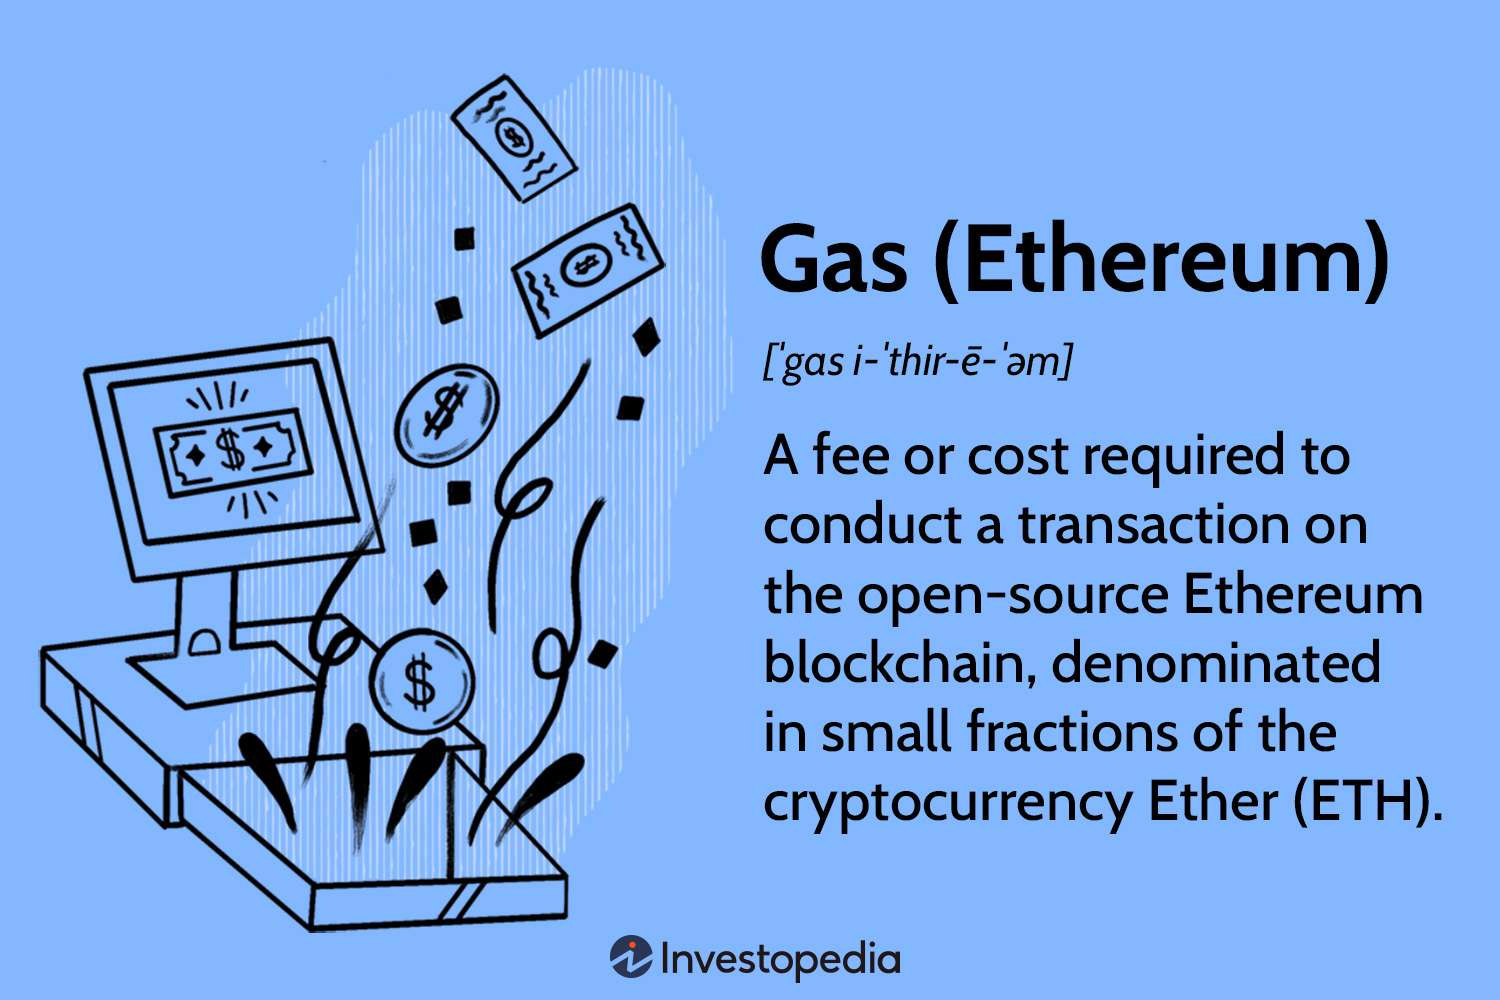 Gas (Ethereum)
['gas i-'thir-ē-'əm]
A fee or cost required to
conduct a transaction on
the open-source Ethereum
blockchain, denominated
in small fractions of the
cryptocurrency Ether (ETH).
$
$
$
$
$
Investopedia